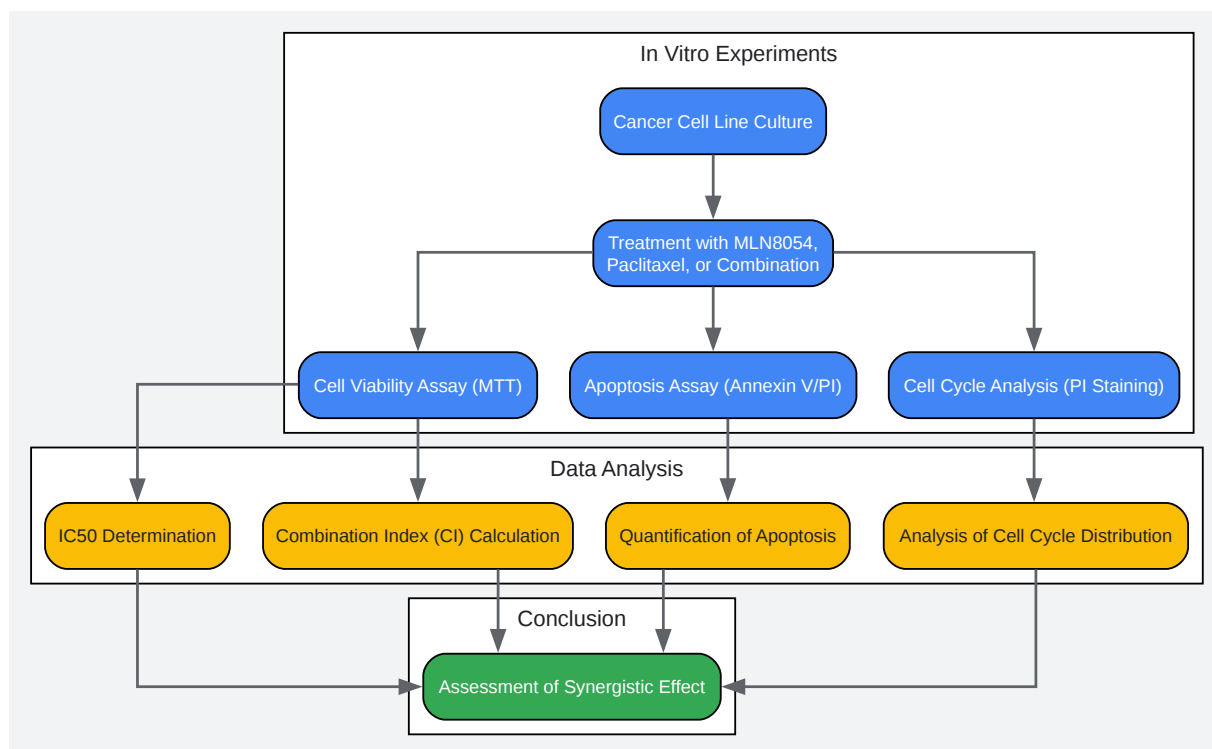 In Vitro Experiments
Cancer Cell Line Culture
Treatment with MLN8054,
Paclitaxel, or Combination
Cell Viability Assay (MTT)
Apoptosis Assay (Annexin V/PI)
Cell Cycle Analysis (PI Staining)
Data Analysis
IC50 Determination
Combination Index (CI) Calculation
Quantification of Apoptosis
Analysis of Cell Cycle Distribution
Conclusion
Assessment of Synergistic Effect